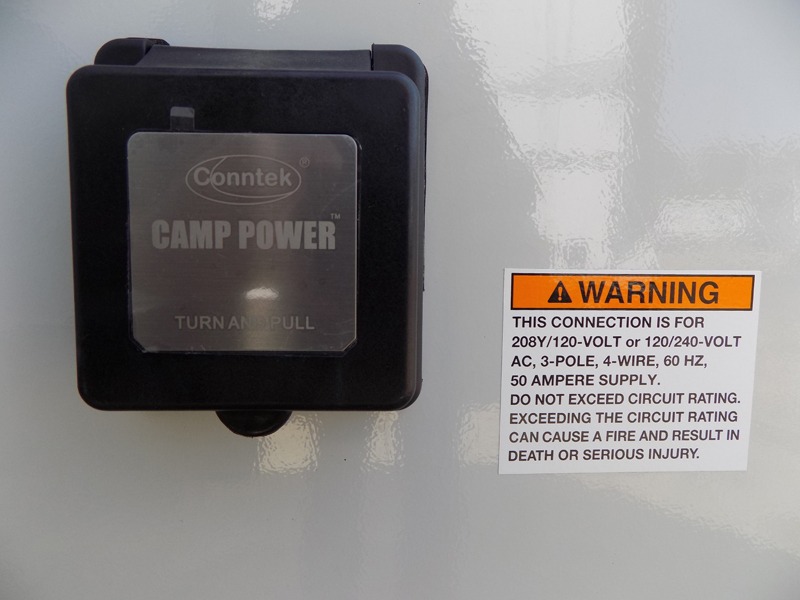 Conntek®
CAMP POWER™
TURN AND PULL
⚠ WARNING
THIS CONNECTION IS FOR
208Y/120-VOLT or 120/240-VOLT
AC, 3-POLE, 4-WIRE, 60 HZ,
50 AMPERE SUPPLY.
DO NOT EXCEED CIRCUIT RATING.
EXCEEDING THE CIRCUIT RATING
CAN CAUSE A FIRE AND RESULT IN
DEATH OR SERIOUS INJURY.